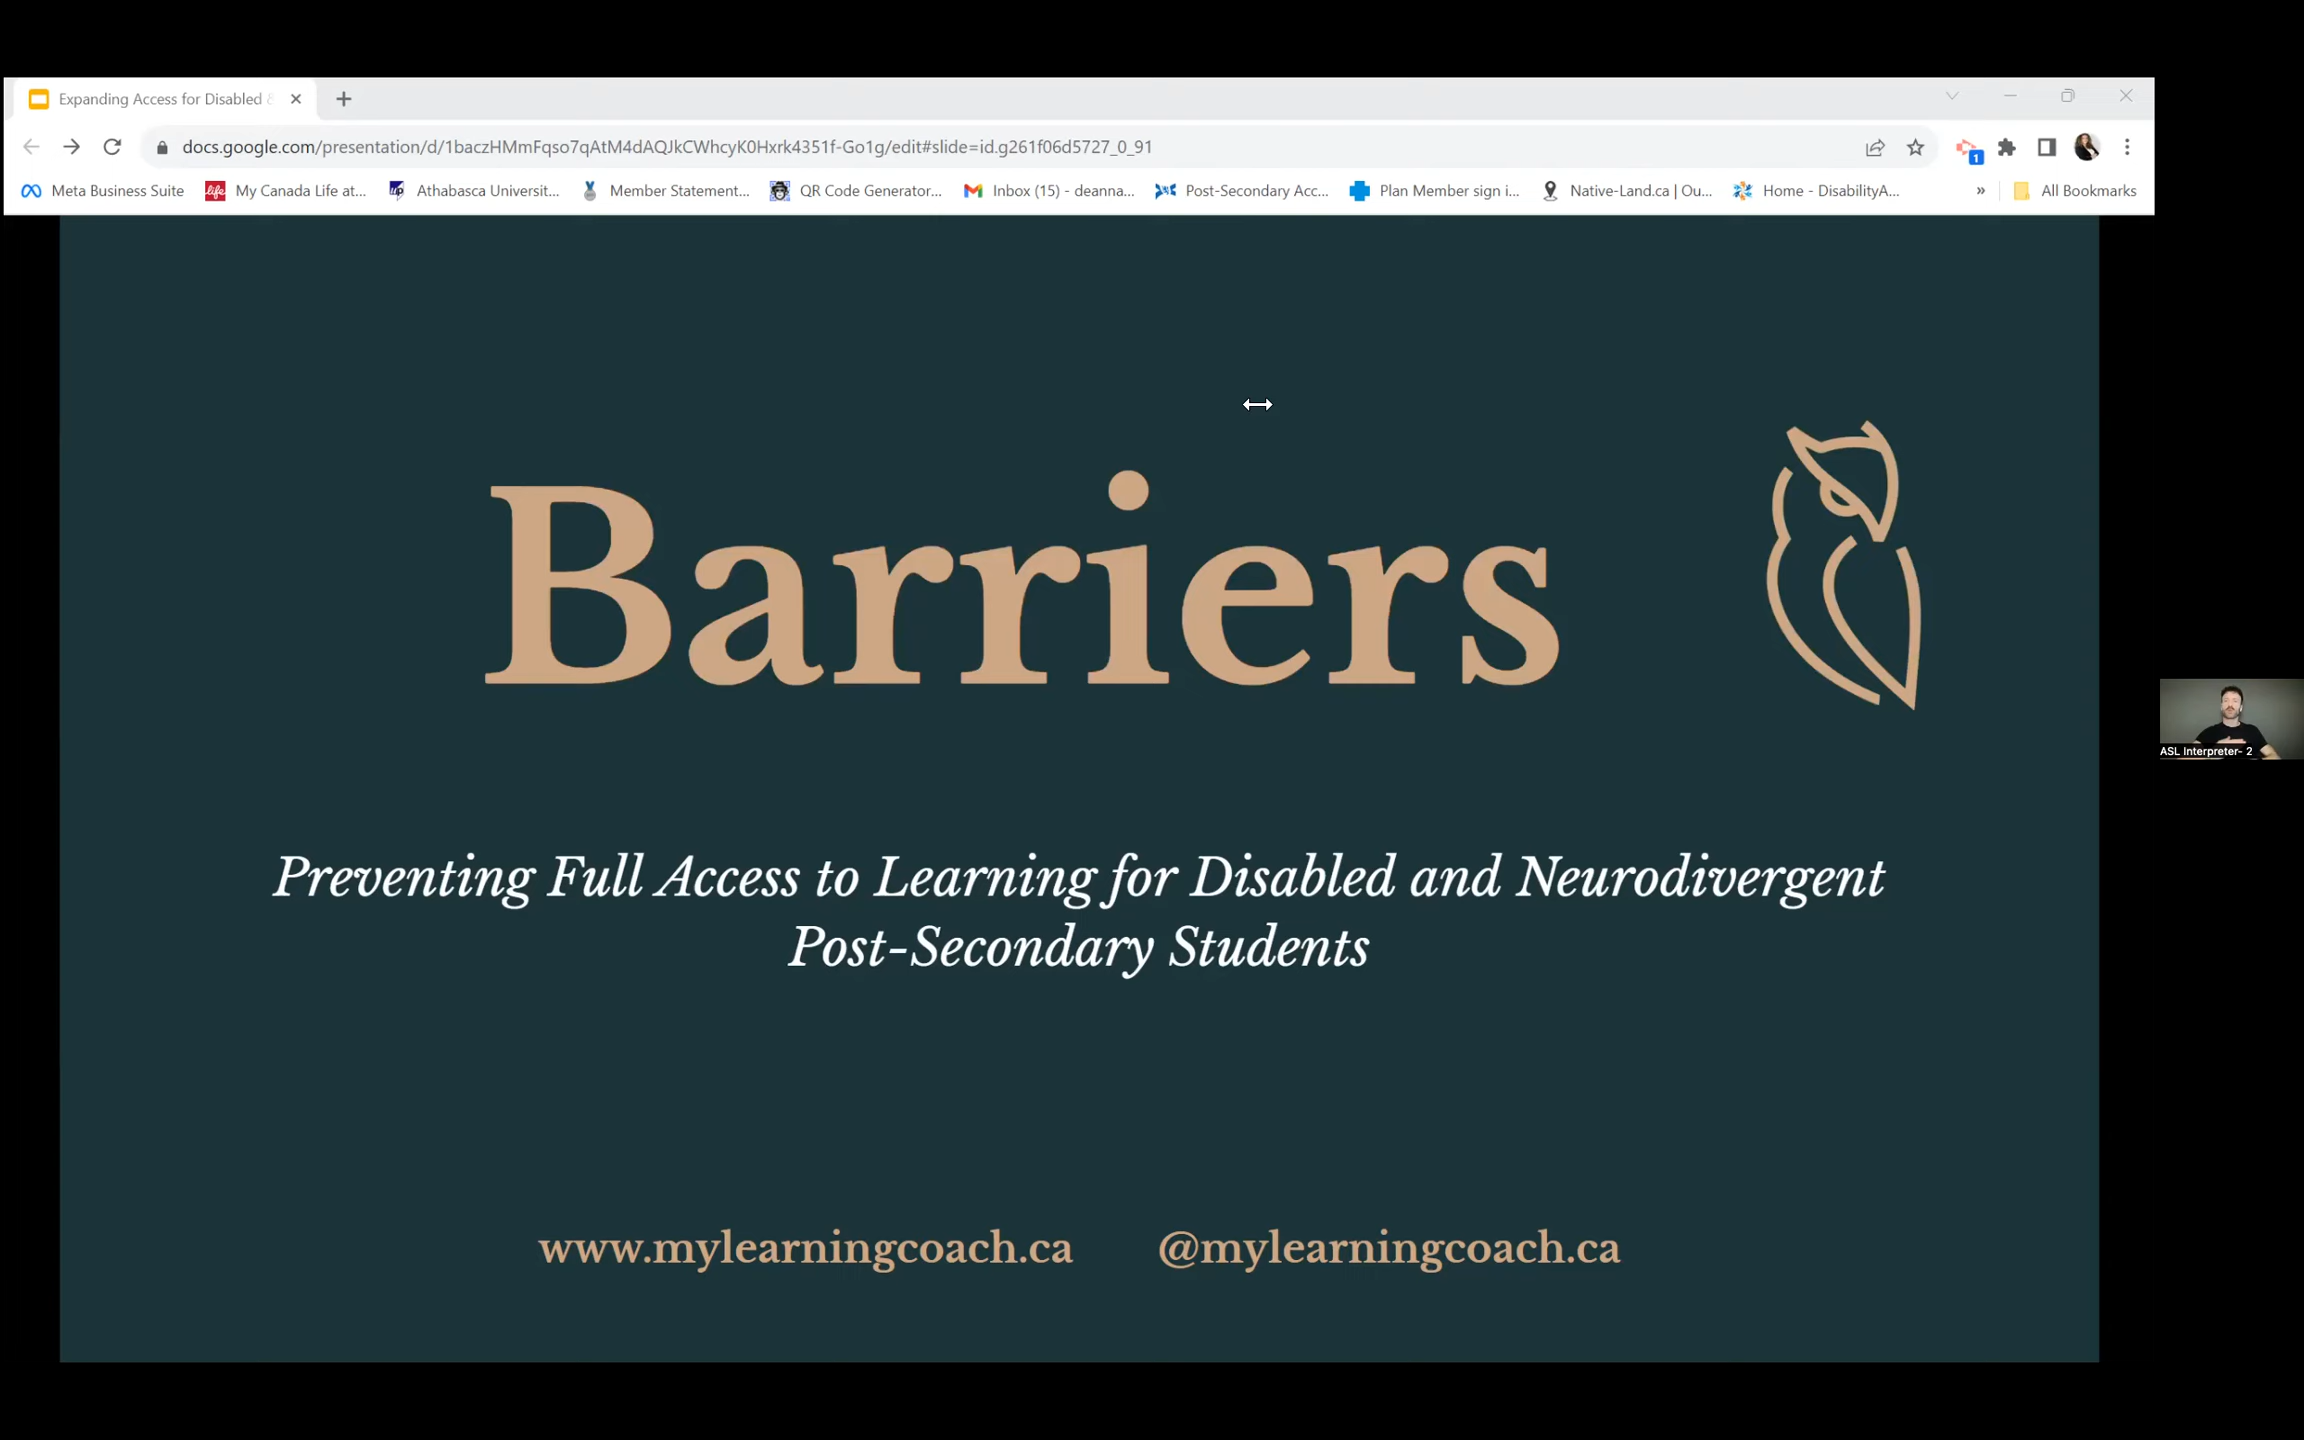 Expanding Access for Disabled &
docs.google.com/presentation/d/1baczHMmFqso7qAtM4dAQJkCWhcyK0Hxrk4351f-Go1g/edit#slide=id.g261f06d5727_0_91
1
Meta Business Suite life My Canada Life at... Athabasca Universit... Member Statement... QR Code Generator... Inbox (15) - deanna... Post-Secondary Acc... Plan Member sign i... Native-Land.ca | Ou... Home - DisabilityA... » All Bookmarks
Barriers
ASL Interpreter- 2
Preventing Full Access to Learning for Disabled and Neurodivergent
Post-Secondary Students
www.mylearningcoach.ca @mylearningcoach.ca